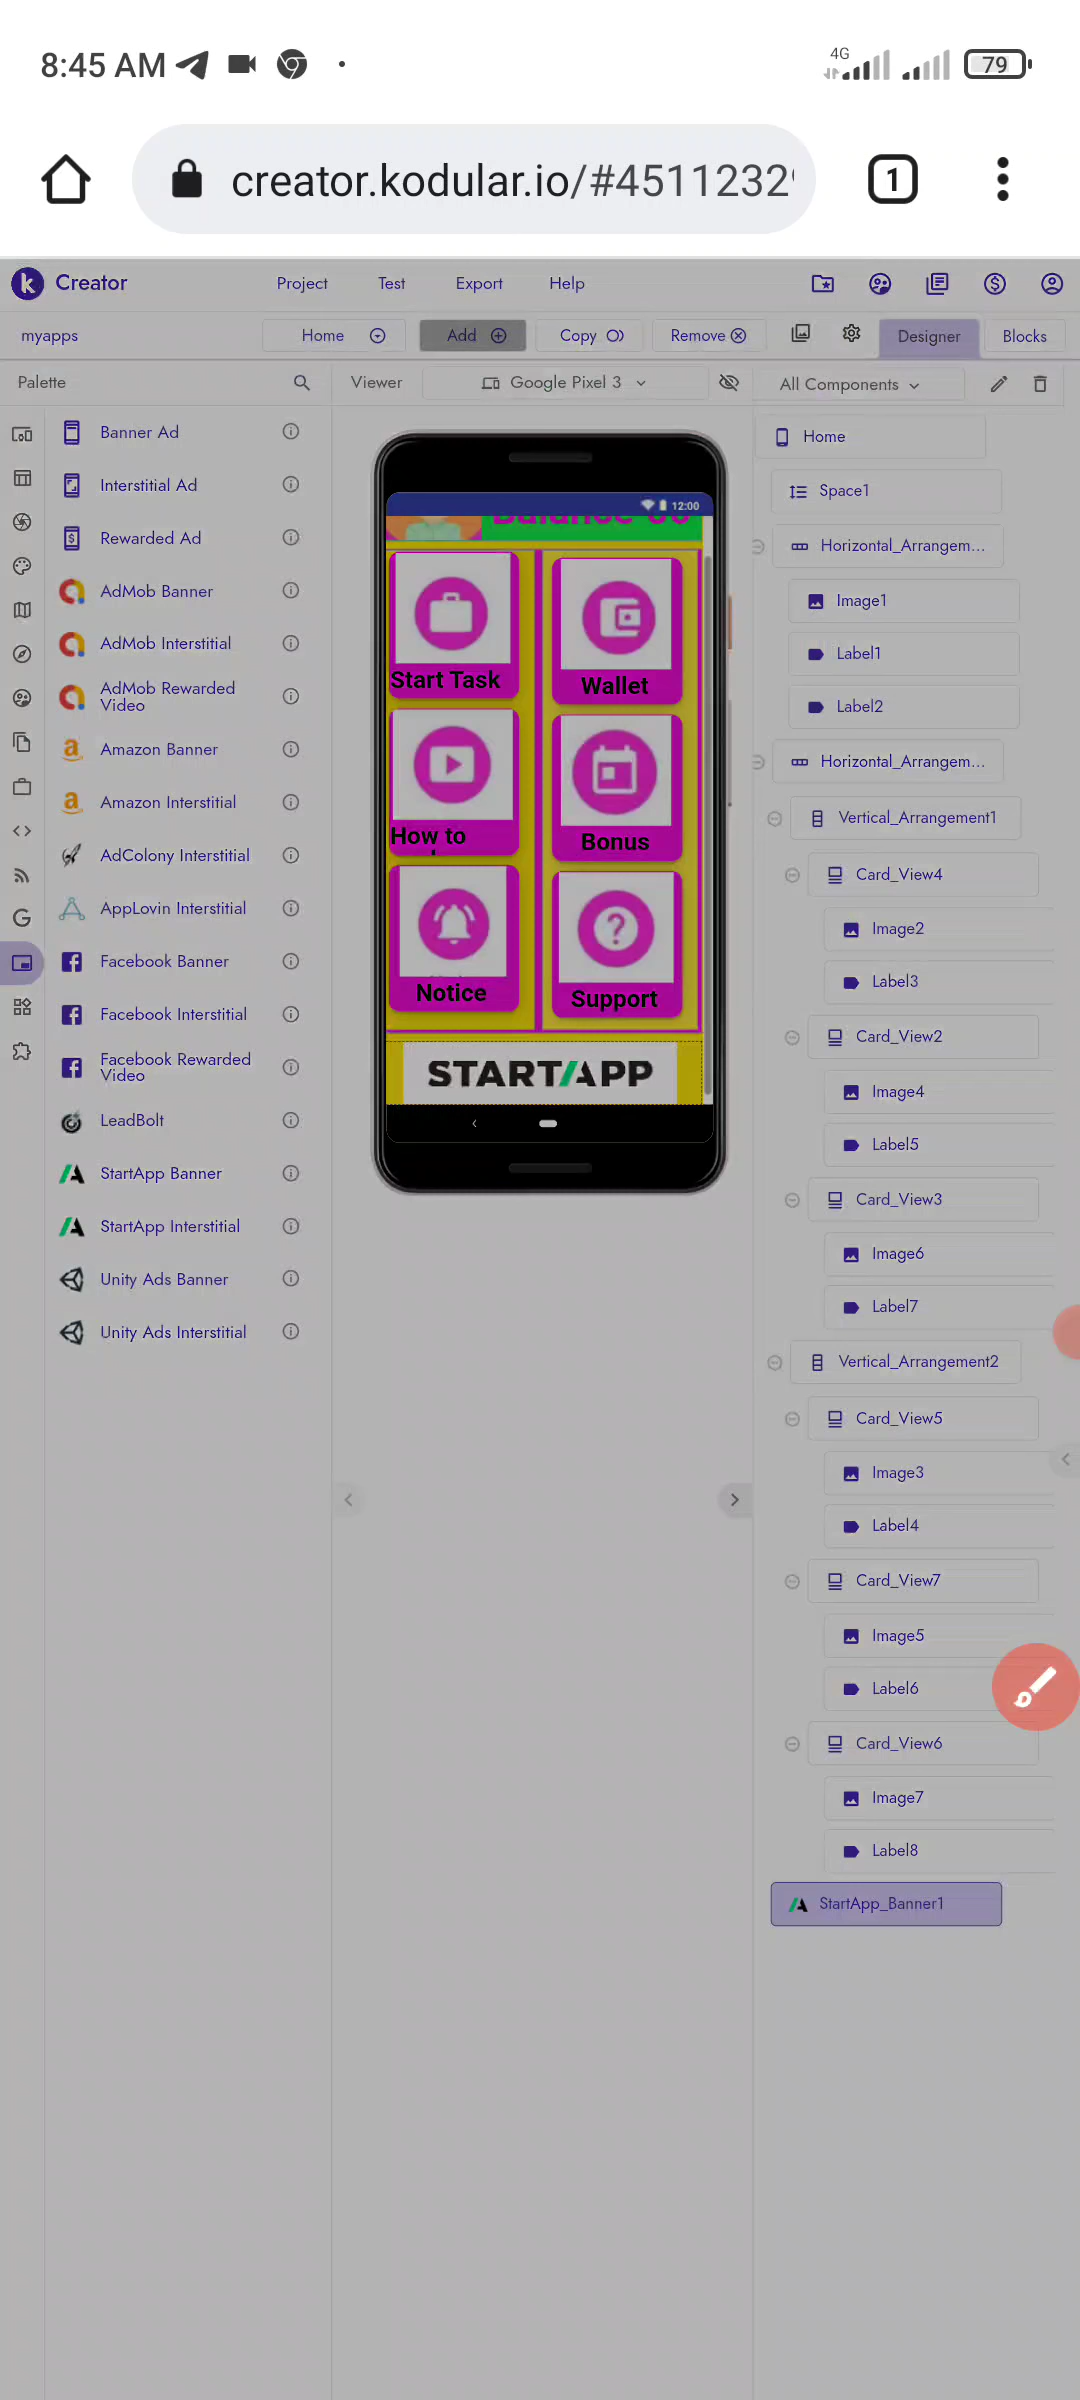 8:45 AM
4G
79
creator.kodular.io/#4511232
1
Creator
Project
Test
Export
Help
myapps
Home
Add
Copy
Remove
Designer
Blocks
Palette
Viewer
Google Pixel 3
All Components
Banner Ad
Interstitial Ad
Rewarded Ad
AdMob Banner
AdMob Interstitial
AdMob Rewarded
Video
Amazon Banner
Amazon Interstitial
AdColony Interstitial
AppLovin Interstitial
Facebook Banner
Facebook Interstitial
Facebook Rewarded
Video
LeadBolt
StartApp Banner
StartApp Interstitial
Unity Ads Banner
Unity Ads Interstitial
12:00
Start Task
Wallet
How to
Bonus
Notice
Support
STARTAPP
Home
Space1
Horizontal_Arrangem...
Image1
Label1
Label2
Horizontal_Arrangem...
Vertical_Arrangement1
Card_View4
Image2
Label3
Card_View2
Image4
Label5
Card_View3
Image6
Label7
Vertical_Arrangement2
Card_View5
Image3
Label4
Card_View7
Image5
Label6
Card_View6
Image7
Label8
StartApp_Banner1